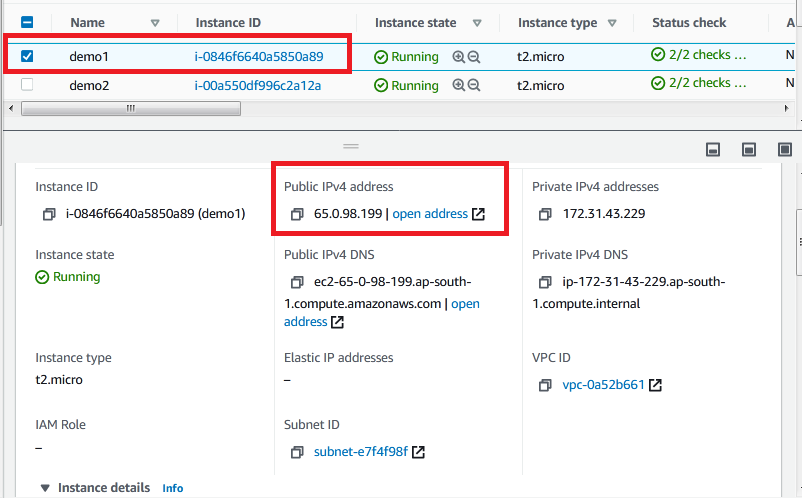 Name Instance ID Instance state Instance type Status check A
demo1 i-0846f6640a5850a89 Running t2.micro 2/2 checks ... N
demo2 i-00a550df996c2a12a Running t2.micro 2/2 checks ... N
Instance ID Public IPv4 address Private IPv4 addresses
i-0846f6640a5850a89 (demo1) 65.0.98.199 | open address 172.31.43.229
Instance state Public IPv4 DNS Private IPv4 DNS
Running ec2-65-0-98-199.ap-south- ip-172-31-43-229.ap-south-
1.compute.amazonaws.com | open 1.compute.internal
address
Instance type Elastic IP addresses VPC ID
t2.micro – vpc-0a52b661
IAM Role Subnet ID
– subnet-e7f4f98f
Instance details Info